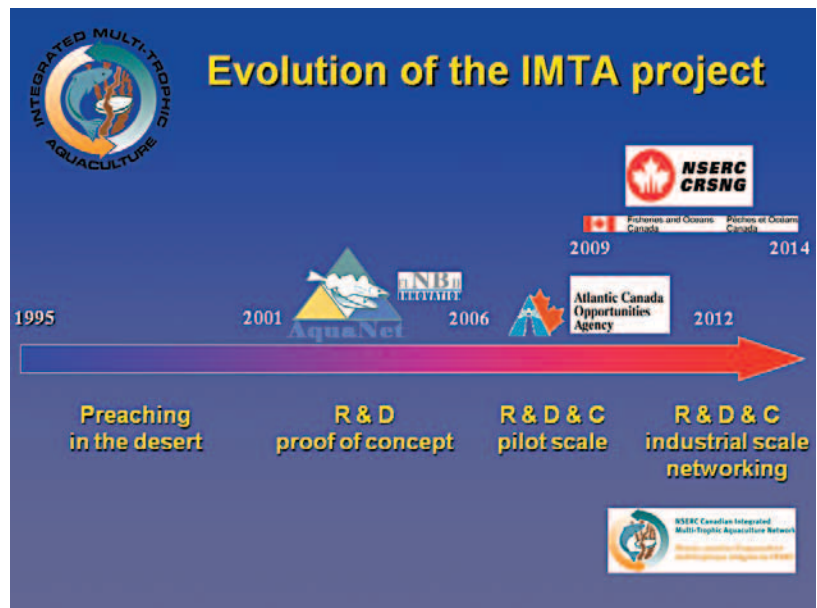 INTEGRATED MULTI-TROPHIC AQUACULTURE
Evolution of the IMTA project
NSERC
CRSNG
Fisheries and Oceans Pêches et Océans
Canada Canada
2009 2014
NB
INNOVATION
Atlantic Canada
Opportunities
Agency
1995 2001 AquaNet 2006 2012
Preaching
in the desert
R & D
proof of concept
R & D & C
pilot scale
R & D & C
industrial scale
networking
NSERC Canadian Integrated
Multi-Trophic Aquaculture Network